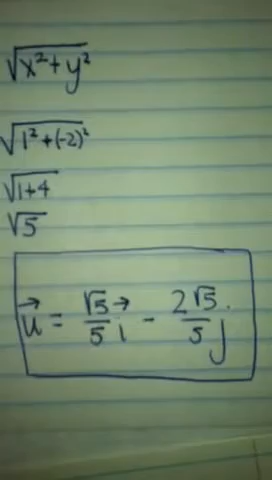 √x²+y²
√1²+(-2)²
√1+4
√5
u⃗ = √5/5 i⃗ - 2√5/5 j